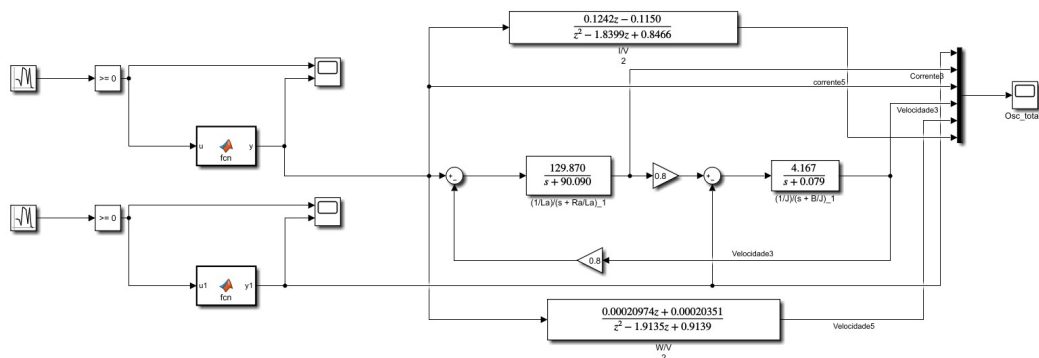 0.1242z − 0.1150
z² − 1.8399z + 0.8466
I/V
2
>= 0
u
fcn
y
corrente5
Corrente3
Velocidade3
Osc_tota
+
−
129.870
s + 90.090
(1/La)/(s + Ra/La)_1
0.8
+
−
4.167
s + 0.079
(1/J)/(s + B/J)_1
>= 0
u1
fcn
y1
0.8
Velocidade3
0.00020974z + 0.00020351
z² − 1.9135z + 0.9139
W/V
2
Velocidade5